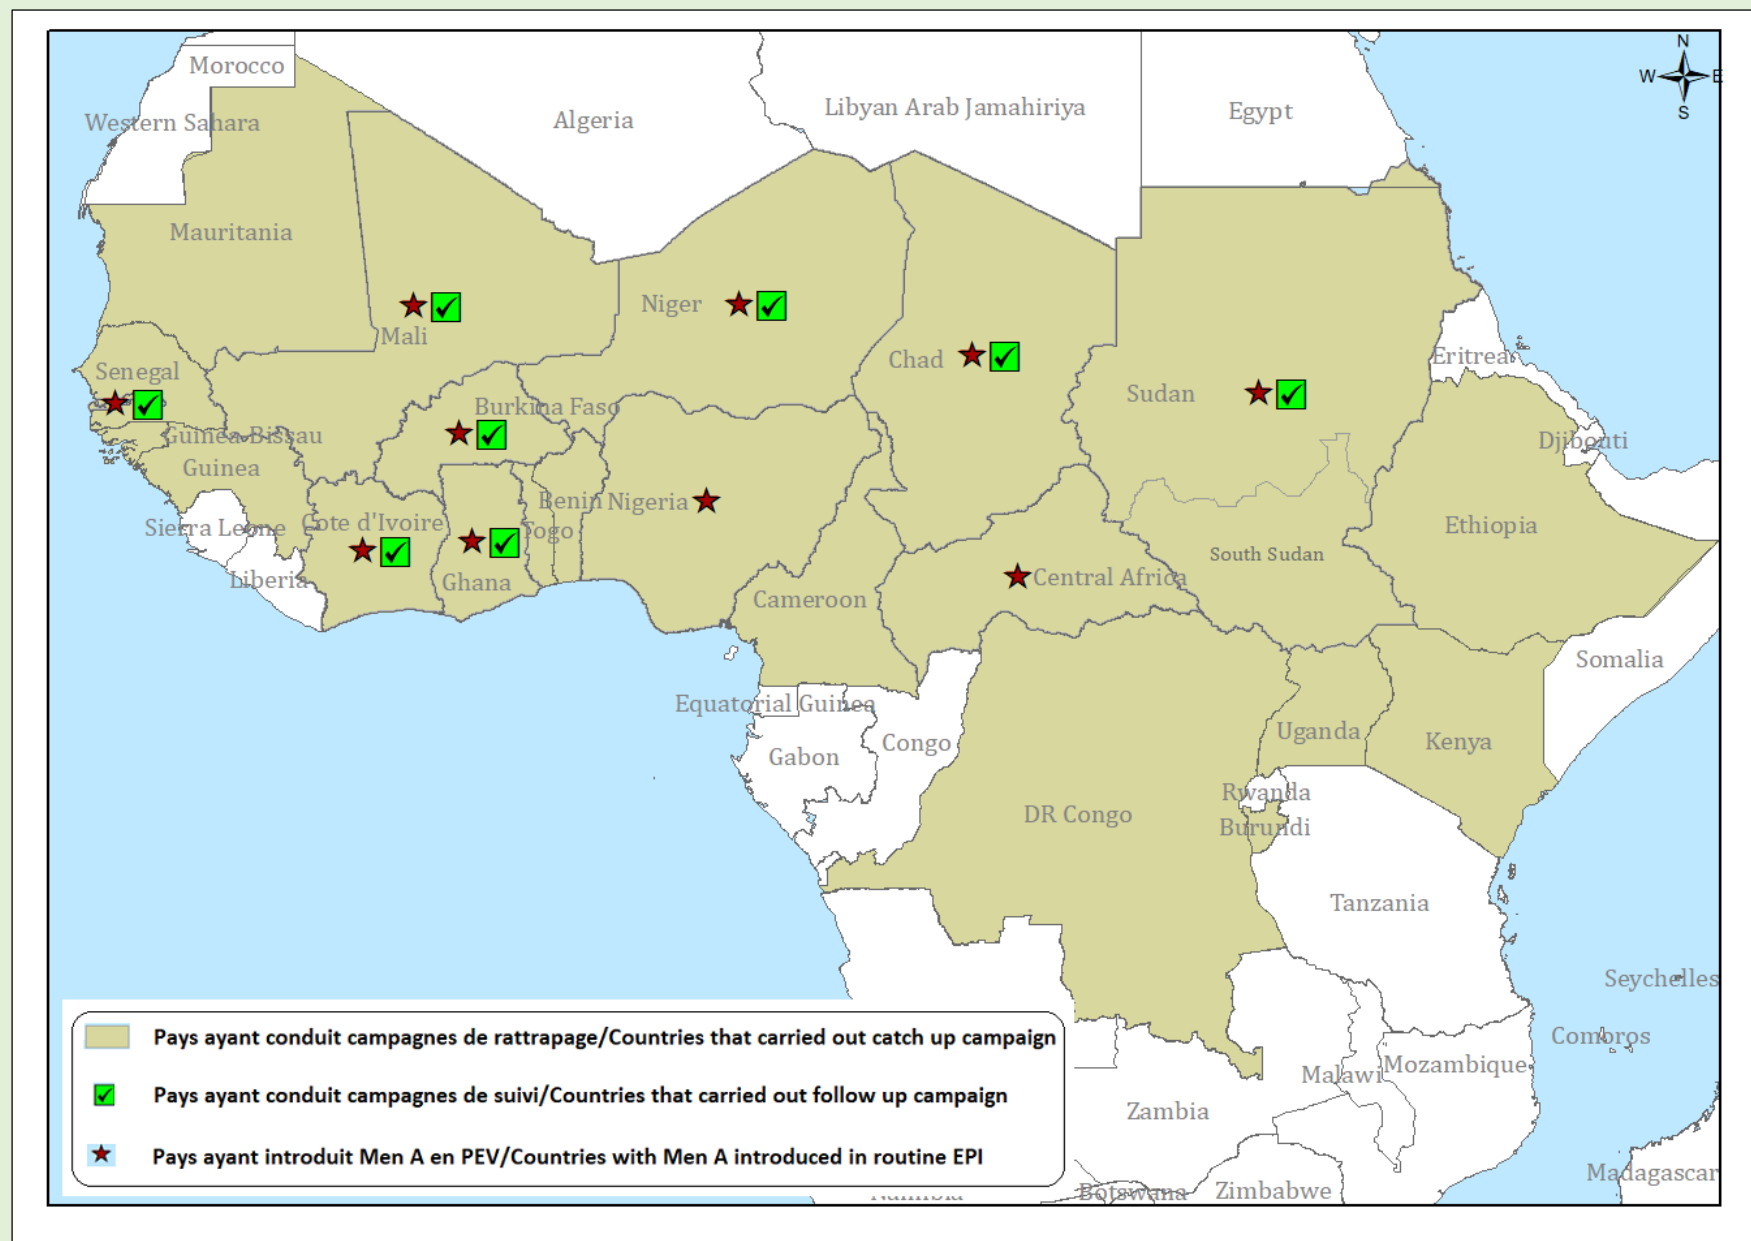 N
W E
S
Morocco
Western Sahara
Algeria
Libyan Arab Jamahiriya
Egypt
Mauritania
Mali
Niger
Chad
Sudan
Eritrea
Senegal
Burkina Faso
Guinea-Bissau
Guinea
Djibouti
Benin
Nigeria
Sierra Leone
Cote d'Ivoire
Togo
Ethiopia
South Sudan
Liberia
Ghana
Cameroon
Central Africa
Somalia
Equatorial Guinea
Gabon
Congo
Uganda
Kenya
Rwanda
DR Congo
Burundi
Tanzania
Seychelles
Comoros
Malawi
Mozambique
Zambia
Madagascar
Namibia
Botswana
Zimbabwe
Pays ayant conduit campagnes de rattrapage/Countries that carried out catch up campaign
Pays ayant conduit campagnes de suivi/Countries that carried out follow up campaign
Pays ayant introduit Men A en PEV/Countries with Men A introduced in routine EPI